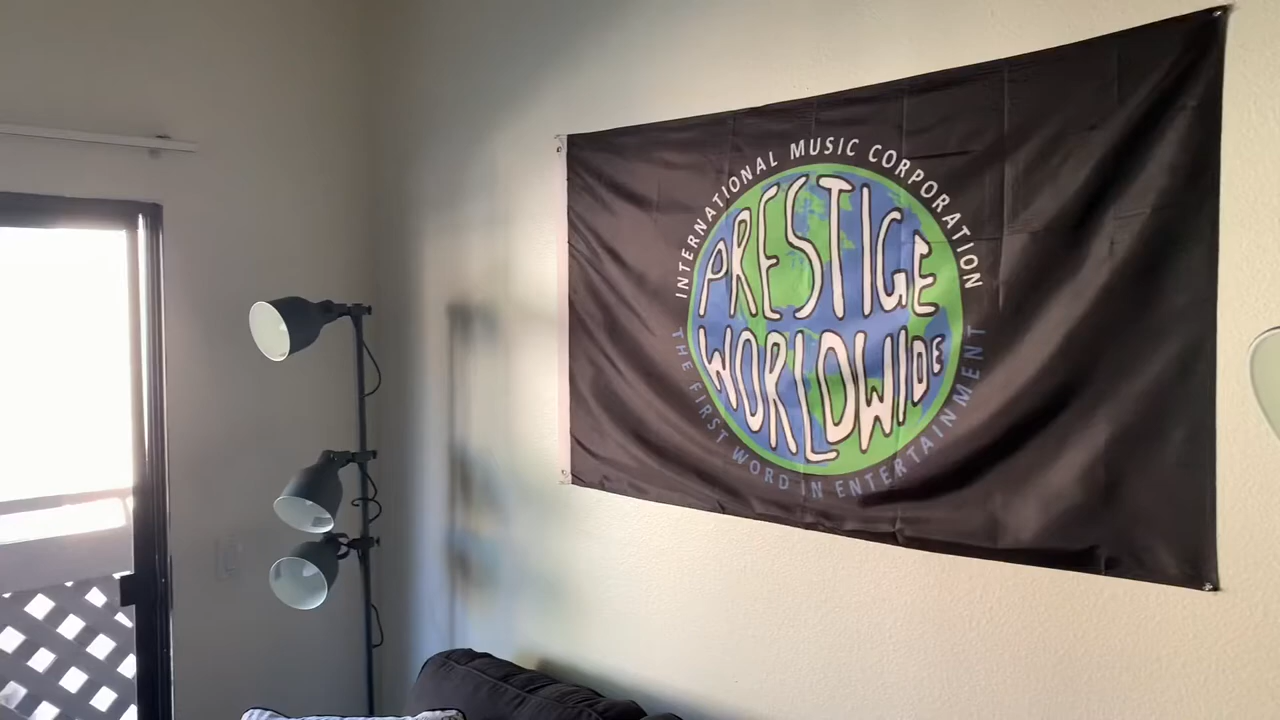 INTERNATIONAL MUSIC CORPORATION
PRESTIGE
WORLDWIDE
THE FIRST WORD IN ENTERTAINMENT